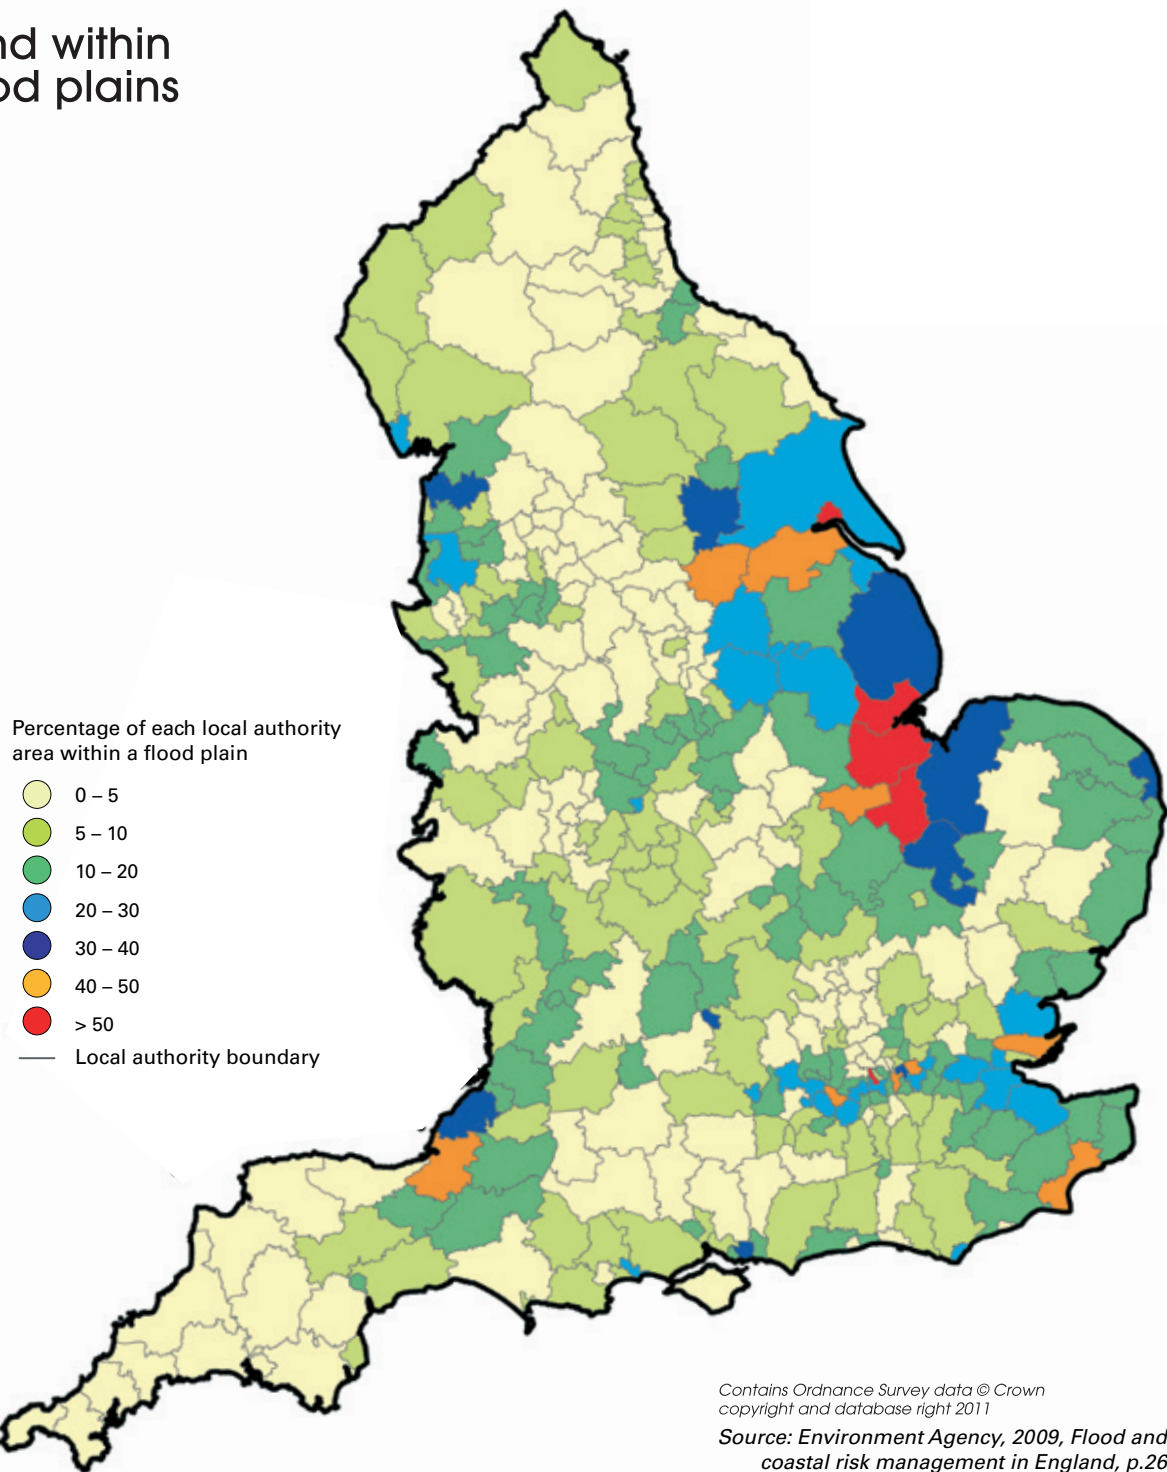 nd within
od plains
Percentage of each local authority
area within a flood plain
0 – 5
5 – 10
10 – 20
20 – 30
30 – 40
40 – 50
> 50
Local authority boundary
Contains Ordnance Survey data © Crown
copyright and database right 2011
Source: Environment Agency, 2009, Flood and
coastal risk management in England, p.26